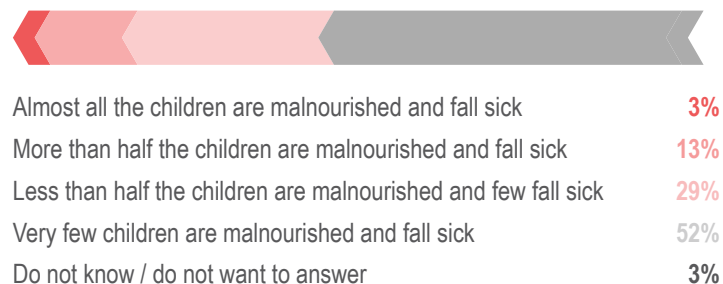 Almost all the children are malnourished and fall sick 3%
More than half the children are malnourished and fall sick 13%
Less than half the children are malnourished and few fall sick 29%
Very few children are malnourished and fall sick 52%
Do not know / do not want to answer 3%